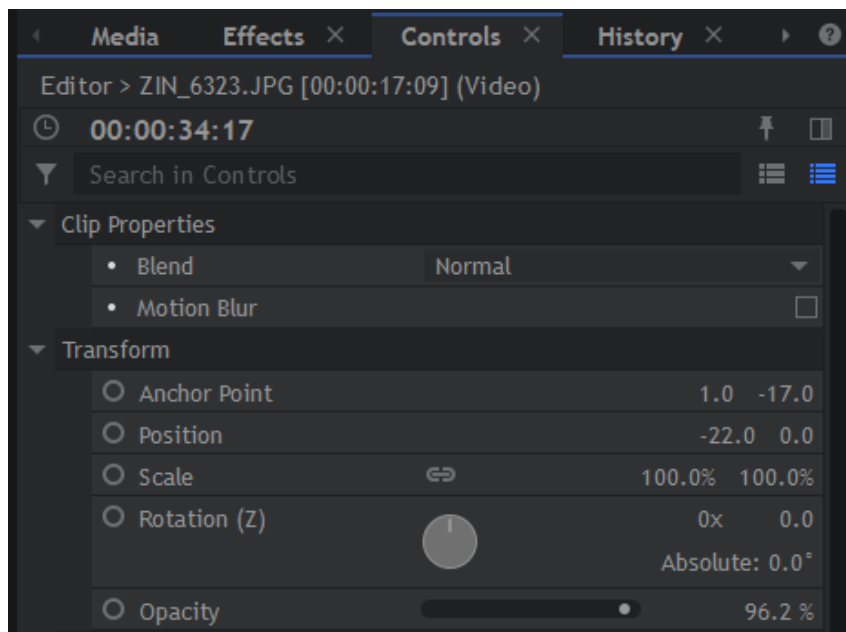 Media Effects Controls History
Editor > ZIN_6323.JPG [00:00:17:09] (Video)
00:00:34:17
Search in Controls
Clip Properties
Blend Normal
Motion Blur
Transform
Anchor Point 1.0 -17.0
Position -22.0 0.0
Scale 100.0% 100.0%
Rotation (Z) 0x 0.0
Absolute: 0.0°
Opacity 96.2 %